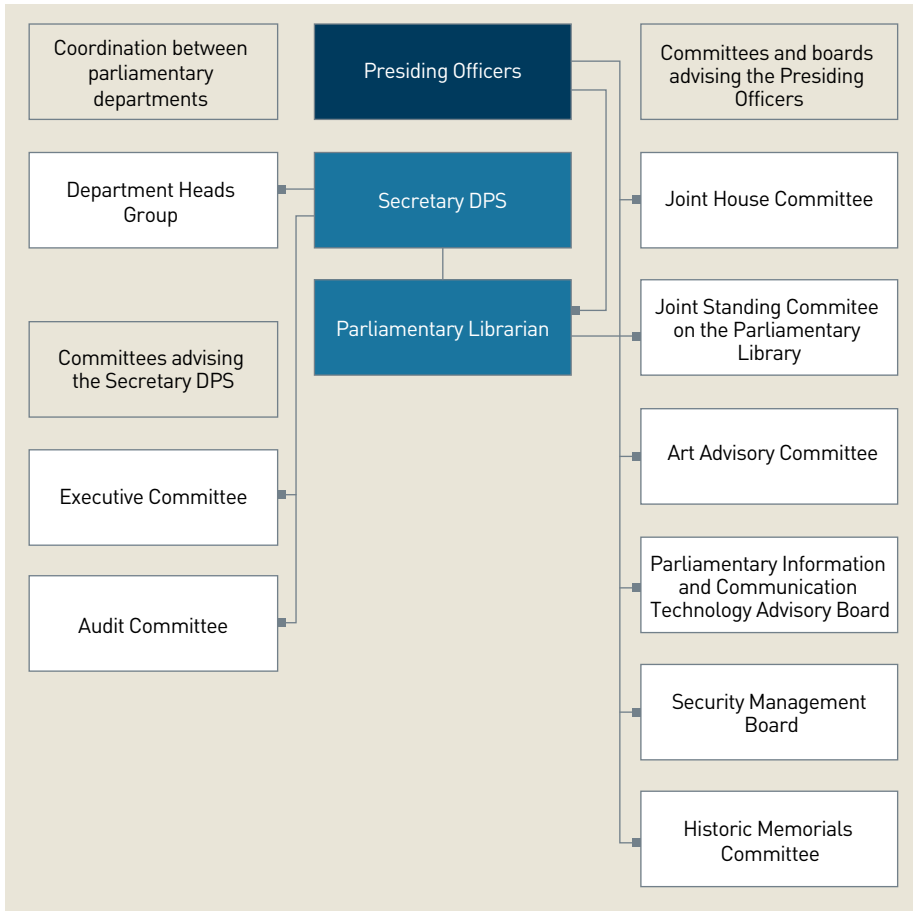 Coordination between
parliamentary
departments
Presiding Officers
Committees and boards
advising the Presiding
Officers
Department Heads
Group
Secretary DPS
Joint House Committee
Parliamentary Librarian
Joint Standing Commitee
on the Parliamentary
Library
Committees advising
the Secretary DPS
Art Advisory Committee
Executive Committee
Parliamentary Information
and Communication
Technology Advisory Board
Audit Committee
Security Management
Board
Historic Memorials
Committee